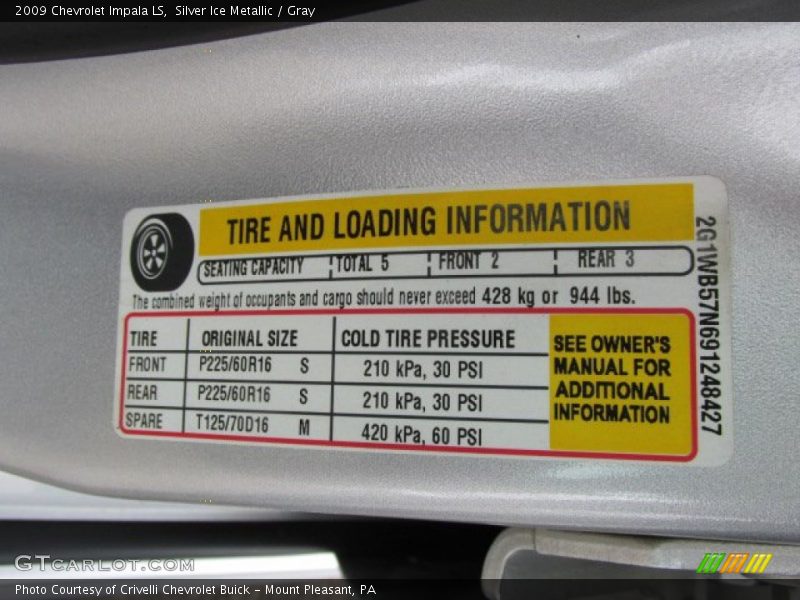 2009 Chevrolet Impala LS, Silver Ice Metallic / Gray
TIRE AND LOADING INFORMATION
SEATING CAPACITY TOTAL 5 FRONT 2 REAR 3
The combined weight of occupants and cargo should never exceed 428 kg or 944 lbs.
TIRE ORIGINAL SIZE COLD TIRE PRESSURE
FRONT P225/60R16 S 210 kPa, 30 PSI
REAR P225/60R16 S 210 kPa, 30 PSI
SPARE T125/70D16 M 420 kPa, 60 PSI
SEE OWNER'S
MANUAL FOR
ADDITIONAL
INFORMATION
2G1WB57N691248427
GTCARLOT.COM
Photo Courtesy of Crivelli Chevrolet Buick - Mount Pleasant, PA